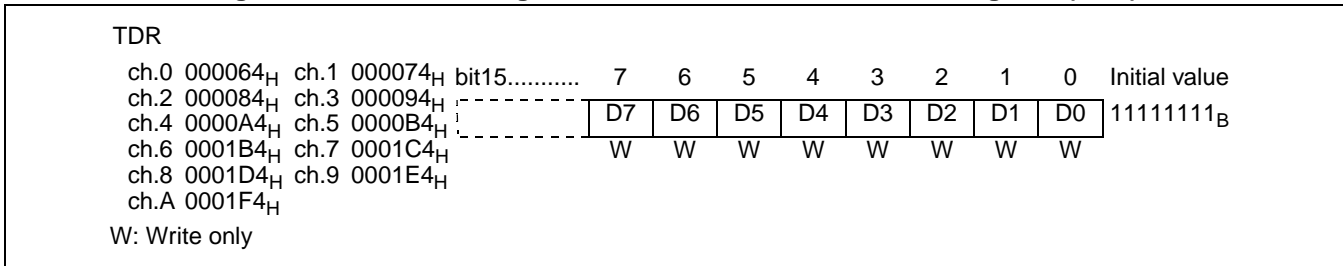 TDR
ch.0 000064H ch.1 000074H bit15........... 7 6 5 4 3 2 1 0 Initial value
ch.2 000084H ch.3 000094H
ch.4 0000A4H ch.5 0000B4H D7 D6 D5 D4 D3 D2 D1 D0 11111111B
ch.6 0001B4H ch.7 0001C4H W W W W W W W W
ch.8 0001D4H ch.9 0001E4H
ch.A 0001F4H
W: Write only